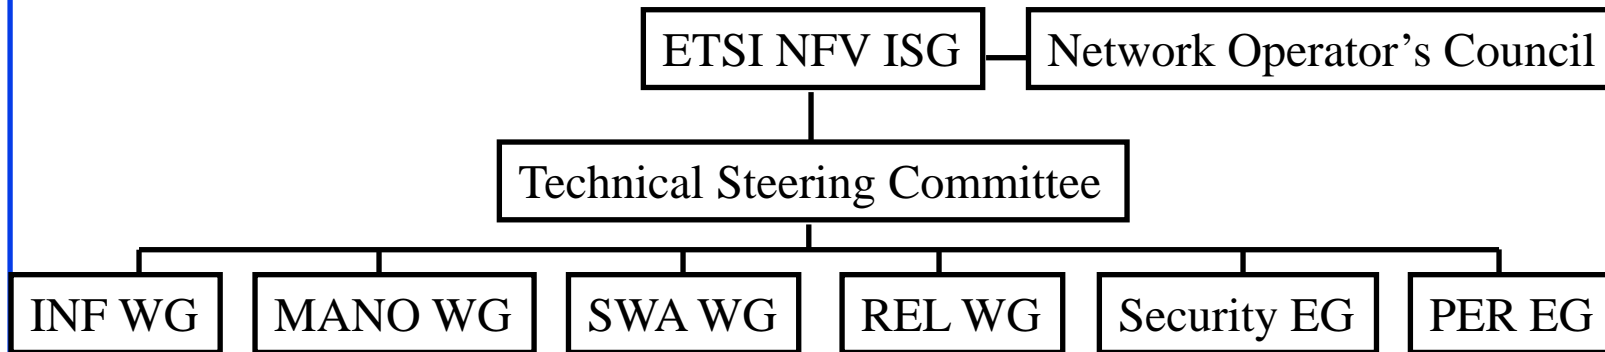 ETSI NFV ISG
Network Operator’s Council
Technical Steering Committee
INF WG
MANO WG
SWA WG
REL WG
Security EG
PER EG